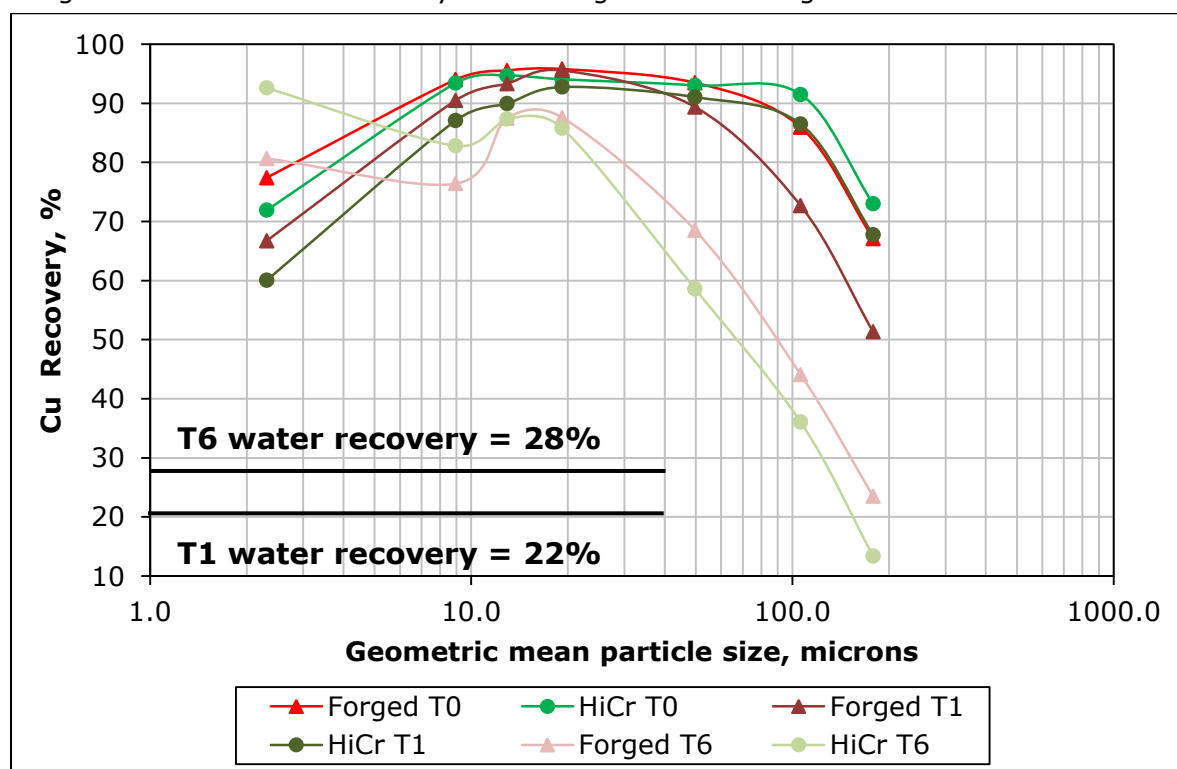 100
90
80
70
60
50
40
30
20
10
Cu Recovery, %
T6 water recovery = 28%
T1 water recovery = 22%
1.0 10.0 100.0 1000.0
Geometric mean particle size, microns
Forged T0 HiCr T0 Forged T1
HiCr T1 Forged T6 HiCr T6